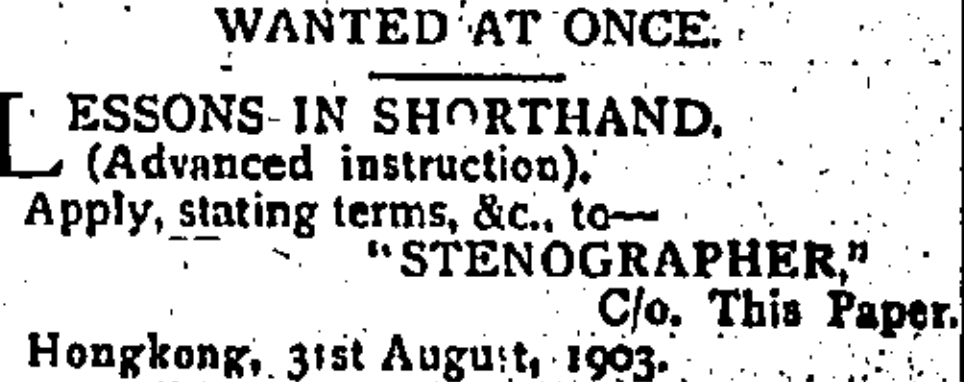 WANTED AT ONCE.
LESSONS IN SHORTHAND.
(Advanced instruction).
Apply, stating terms, &c., to—
"STENOGRAPHER,"
C/o. This Paper.
Hongkong, 31st August, 1903.